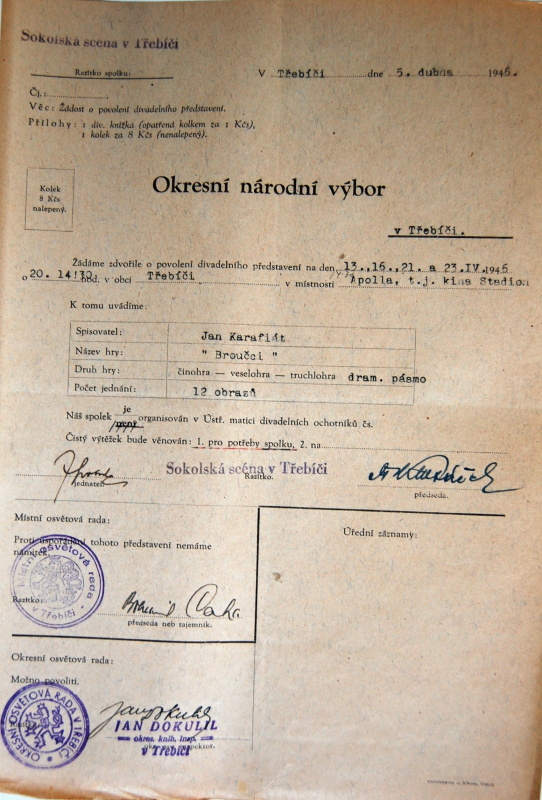 Sokolská scena v Třebíči
Razítko spolku:
V Třebíči dne 5. dubna 1946.
Čj.:
Věc: Žádost o povolení divadelního představení.
Přílohy: 1 div. knížka (opatřená kolkem za 1 Kčs),
1 kolek za 8 Kčs (nenalepený).
Kolek
8 Kčs
nalepený.
Okresní národní výbor
v Třebíči.
Žádáme zdvořile o povolení divadelního představení na den 13.,16.,21. a 23.IV.1946
o 20. 14!30 hod. v obci Třebíči v místnosti Apolla, t.j. kina Stadion
K tomu uvádíme:
Spisovatel: Jan Karafiát
Název hry: " Broučci "
Druh hry: činohra — veselohra — truchlohra dram. pásmo
Počet jednání: 12 obrazů
je
Náš spolek organisován v Ústř. matici divadelních ochotníků čs.
Čistý výtěžek bude věnován: 1. pro potřeby spolku, 2. na
Sokolská scéna v Třebíči
jednatel. Razítko. předseda.
Místní osvětová rada:
Proti uspořádání tohoto představení nemáme
námitek.
Místní osvětová rada
v Třebíči
Razítko:
předseda neb tajemník.
Úřední záznamy:
Okresní osvětová rada:
Možno povoliti.
OKRESNÍ OSVĚTOVÁ RADA V TŘEBÍČI
JAN DOKULIL
okres. knih. insp.
v Třebíči